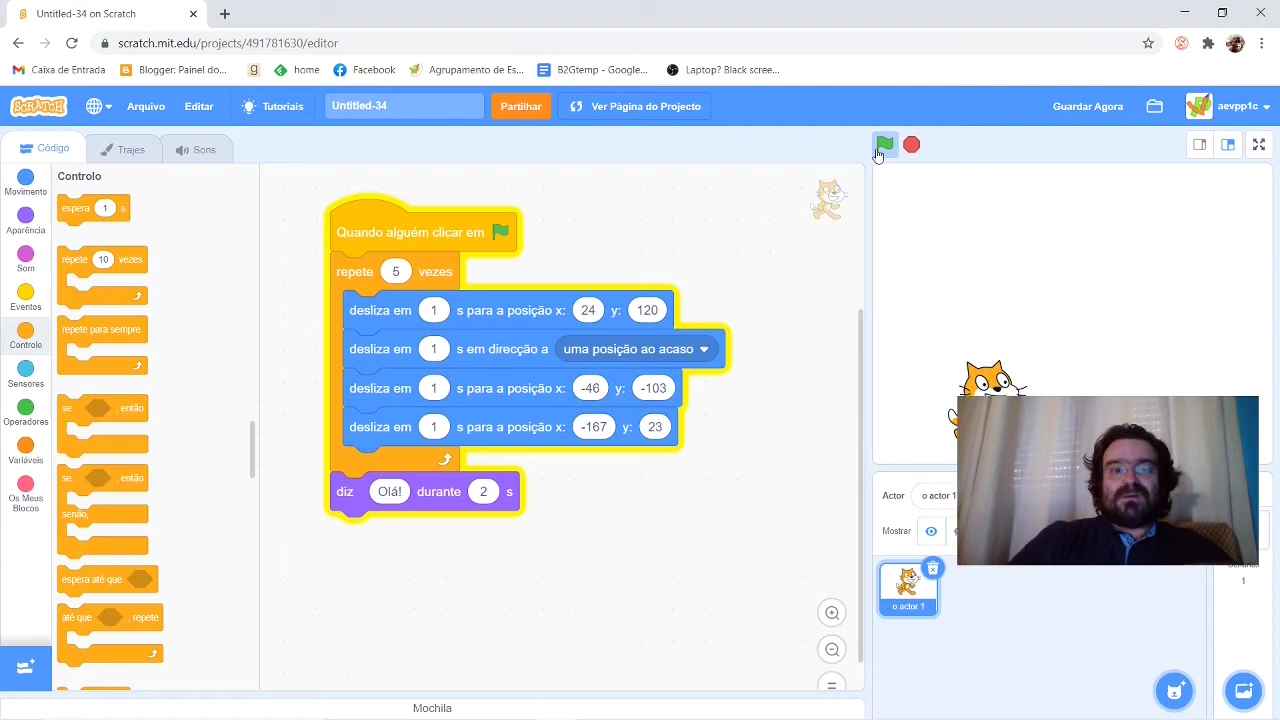 Untitled-34 on Scratch
scratch.mit.edu/projects/491781630/editor
Caixa de Entrada
Blogger: Painel do...
home
Facebook
Agrupamento de Es...
B2Gtemp - Google...
Laptop? Black scree...
SCRATCH
Arquivo
Editar
Tutoriais
Untitled-34
Partilhar
Ver Página do Projecto
Guardar Agora
aevpp1c
Código
Trajes
Sons
Movimento
Aparência
Som
Eventos
Controlo
Sensores
Operadores
Variáveis
Os Meus
Blocos
Controlo
espera 1 s
repete 10 vezes
repete para sempre
se , então
se , então
senão,
espera até que
até que , repete
Quando alguém clicar em
repete 5 vezes
desliza em 1 s para a posição x: 24 y: 120
desliza em 1 s em direcção a uma posição ao acaso
desliza em 1 s para a posição x: -46 y: -103
desliza em 1 s para a posição x: -167 y: 23
diz Olá! durante 2 s
Actor o actor 1
Mostrar
o actor 1
1
Mochila